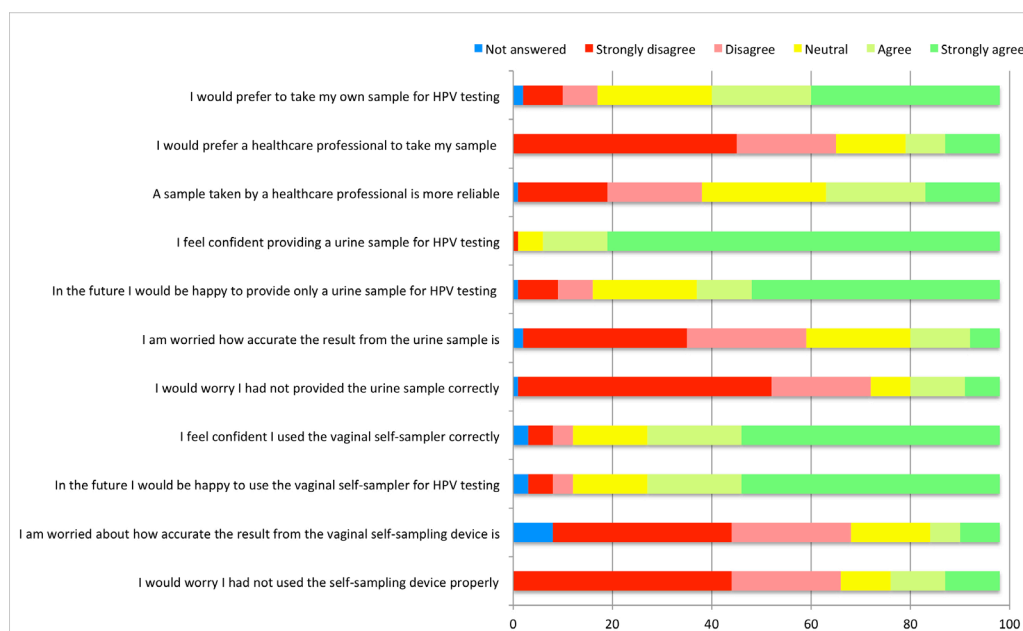 Not answered Strongly disagree Disagree Neutral Agree Strongly agree
I would prefer to take my own sample for HPV testing
I would prefer a healthcare professional to take my sample
A sample taken by a healthcare professional is more reliable
I feel confident providing a urine sample for HPV testing
In the future I would be happy to provide only a urine sample for HPV testing
I am worried how accurate the result from the urine sample is
I would worry I had not provided the urine sample correctly
I feel confident I used the vaginal self-sampler correctly
In the future I would be happy to use the vaginal self-sampler for HPV testing
I am worried about how accurate the result from the vaginal self-sampling device is
I would worry I had not used the self-sampling device properly
0 20 40 60 80 100